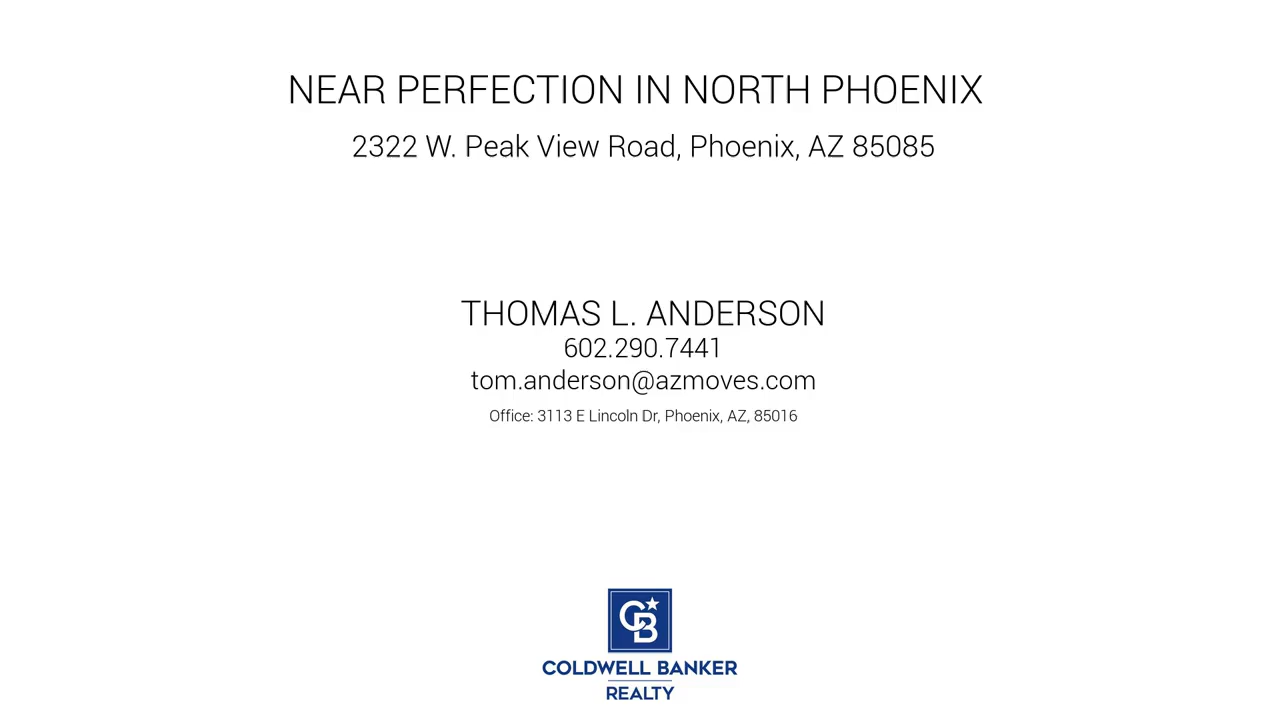 NEAR PERFECTION IN NORTH PHOENIX
2322 W. Peak View Road, Phoenix, AZ 85085
THOMAS L. ANDERSON
602.290.7441
tom.anderson@azmoves.com
Office: 3113 E Lincoln Dr, Phoenix, AZ, 85016
CB
COLDWELL BANKER
REALTY